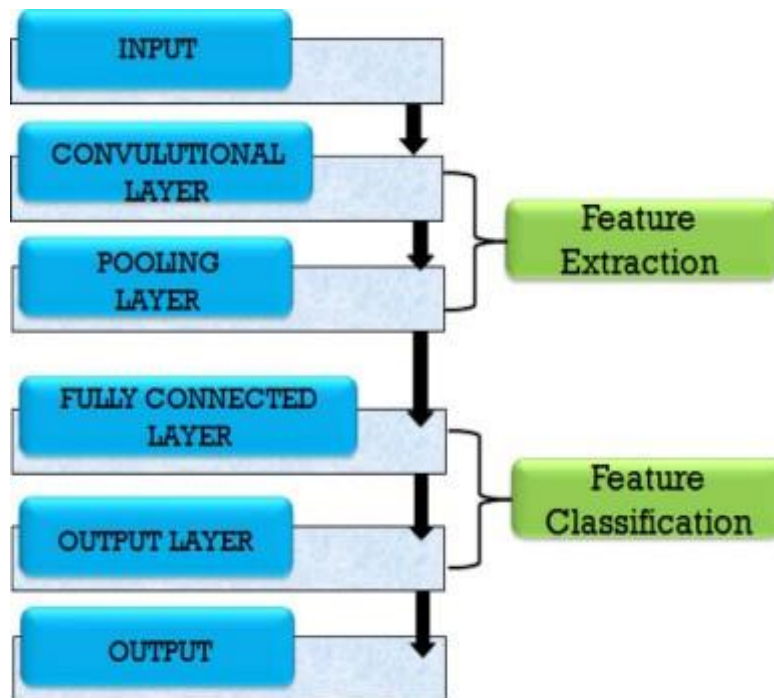 INPUT
CONVULUTIONAL
LAYER
Feature
Extraction
POOLING
LAYER
FULLY CONNECTED
LAYER
Feature
Classification
OUTPUT LAYER
OUTPUT